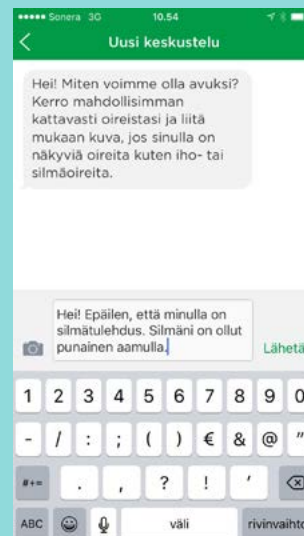 Sonera 3G 10.54
Uusi keskustelu
Hei! Miten voimme olla avuksi?
Kerro mahdollisimman
kattavasti oireistasi ja liitä
mukaan kuva, jos sinulla on
näkyviä oireita kuten iho- tai
silmäoireita.
Hei! Epäilen, että minulla on
silmätulehdus. Silmäni on ollut
punainen aamulla.
Lähetä
1 2 3 4 5 6 7 8 9 0
- / : ; ( ) € & @ "
#+= . , ? ! '
ABC väli rivinvaihto